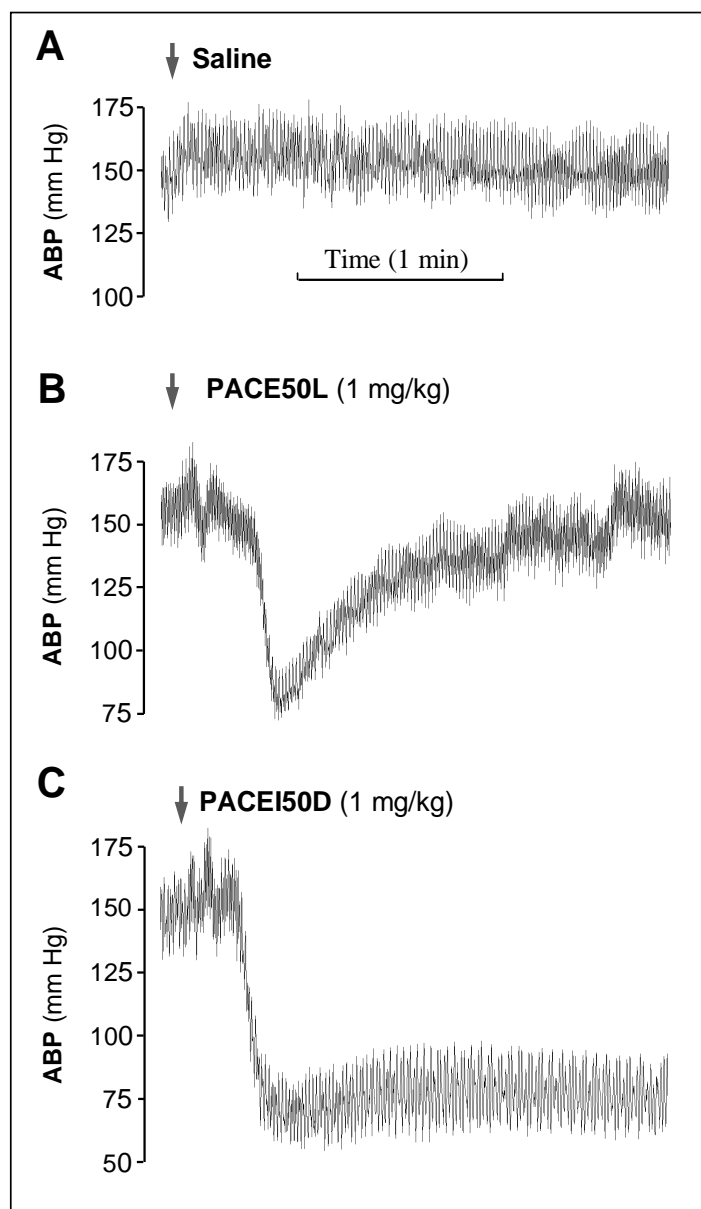 A
Saline
175
150
125
100
ABP (mm Hg)
Time (1 min)
B
PACE50L (1 mg/kg)
175
150
125
100
75
ABP (mm Hg)
C
PACEI50D (1 mg/kg)
175
150
125
100
75
50
ABP (mm Hg)